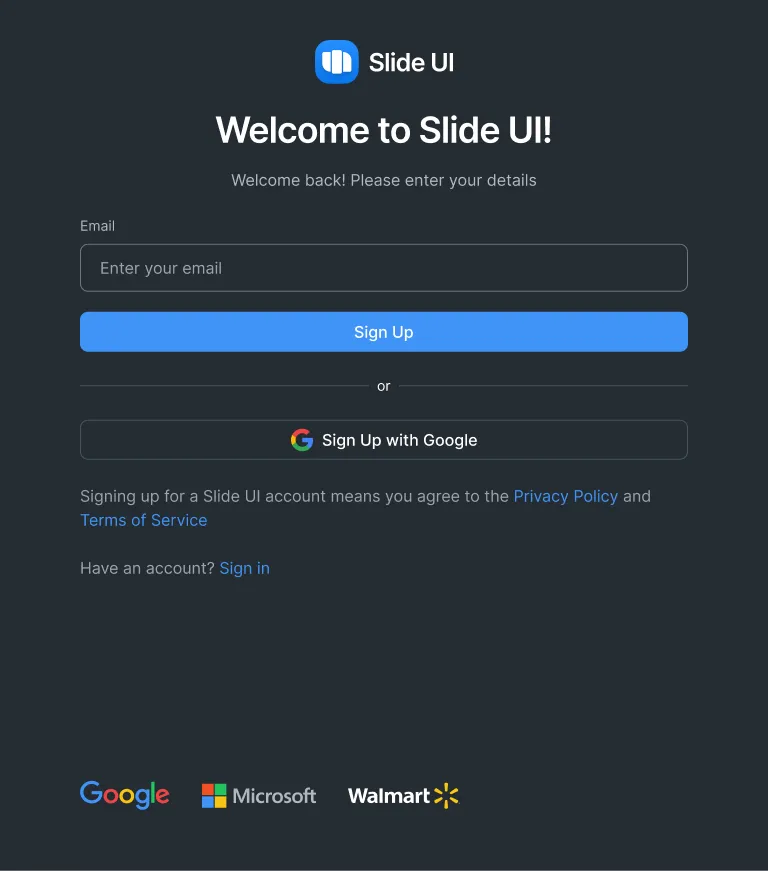 Slide UI
Welcome to Slide UI!
Welcome back! Please enter your details
Email
Enter your email
Sign Up
or
Sign Up with Google
Signing up for a Slide UI account means you agree to the Privacy Policy and
Terms of Service
Have an account? Sign in
Google Microsoft Walmart